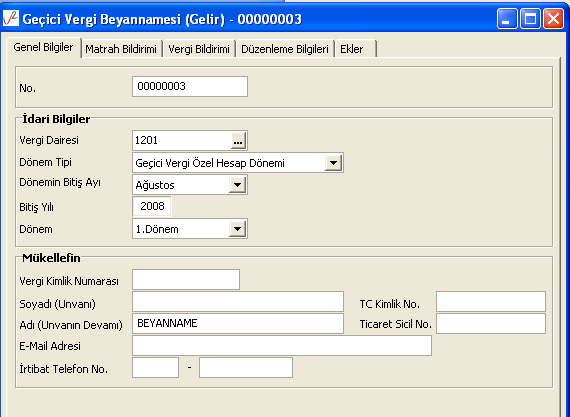 Geçici Vergi Beyannamesi (Gelir) - 00000003
Genel Bilgiler Matrah Bildirimi Vergi Bildirimi Düzenleme Bilgileri Ekler
No. 00000003
İdari Bilgiler
Vergi Dairesi 1201 ...
Dönem Tipi Geçici Vergi Özel Hesap Dönemi
Dönemin Bitiş Ayı Ağustos
Bitiş Yılı 2008
Dönem 1.Dönem
Mükellefin
Vergi Kimlik Numarası
Soyadı (Unvanı) TC Kimlik No.
Adı (Unvanın Devamı) BEYANNAME Ticaret Sicil No.
E-Mail Adresi
İrtibat Telefon No. -